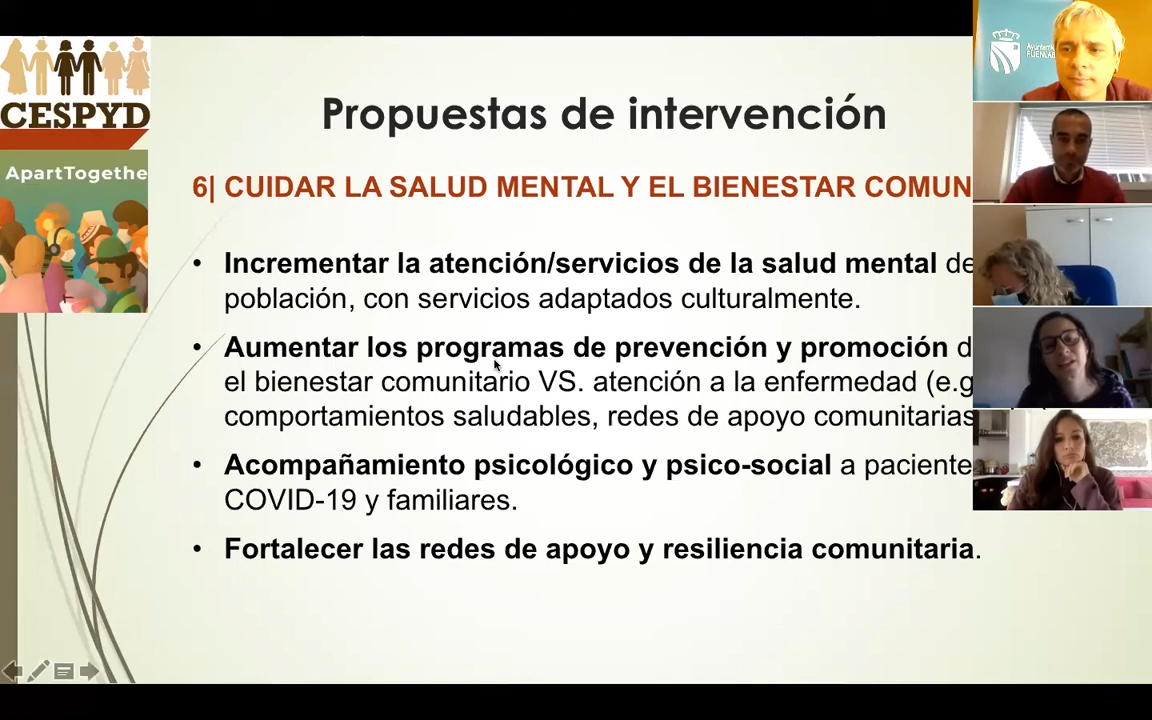 CESPYD
ApartTogethe
Propuestas de intervención
6| CUIDAR LA SALUD MENTAL Y EL BIENESTAR COMUN
• Incrementar la atención/servicios de la salud mental de
población, con servicios adaptados culturalmente.
• Aumentar los programas de prevención y promoción d
el bienestar comunitario VS. atención a la enfermedad (e.g
comportamientos saludables, redes de apoyo comunitarias
• Acompañamiento psicológico y psico-social a paciente
COVID-19 y familiares.
• Fortalecer las redes de apoyo y resiliencia comunitaria.